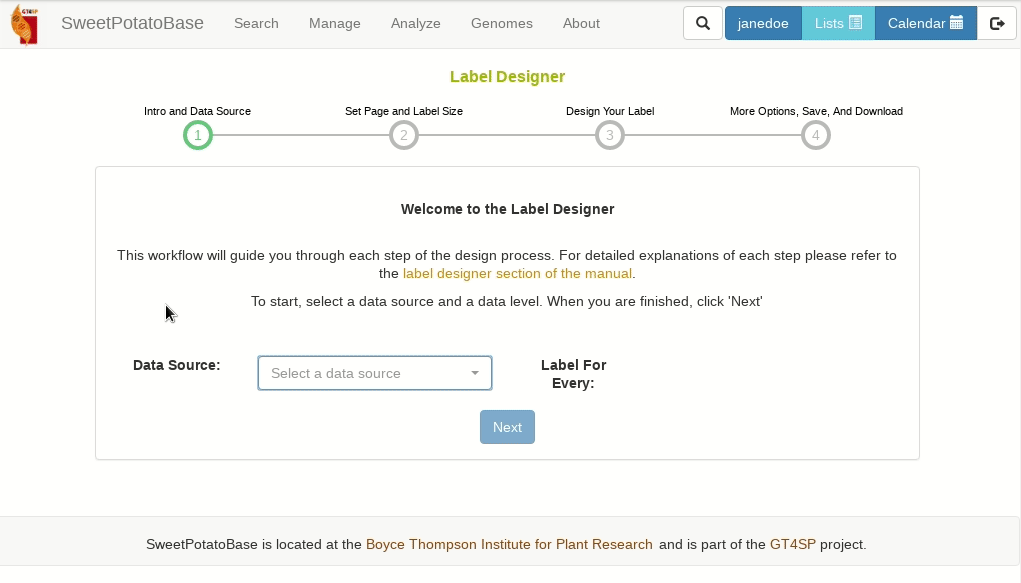 GT4SP
SweetPotatoBase Search Manage Analyze Genomes About janedoe Lists Calendar
Label Designer
Intro and Data Source Set Page and Label Size Design Your Label More Options, Save, And Download
1 2 3 4
Welcome to the Label Designer
This workflow will guide you through each step of the design process. For detailed explanations of each step please refer to
the label designer section of the manual.
To start, select a data source and a data level. When you are finished, click 'Next'
Data Source: Select a data source Label For
Every:
Next
SweetPotatoBase is located at the Boyce Thompson Institute for Plant Research and is part of the GT4SP project.